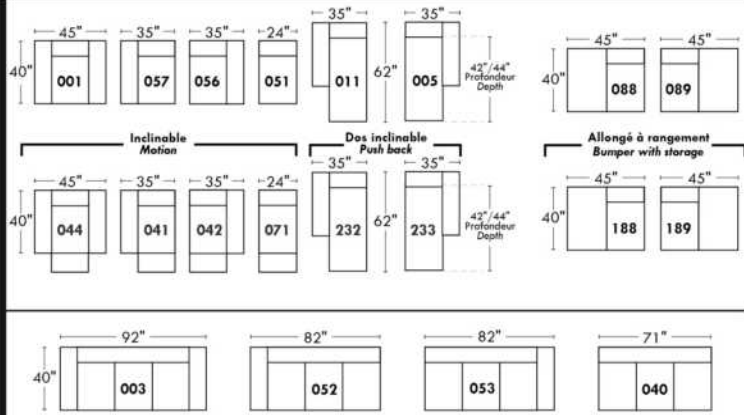 45" 35" 35" 24" 35" 35" 45" 45"
40" 001 057 056 051 011 62" 005 42"/44" Profondeur Depth 40" 088 089
Inclinable Dos inclinable Allongé à rangement
Motion Push back Bumper with storage
45" 35" 35" 24" 35" 35" 45" 45"
40" 044 041 042 071 232 62" 233 42"/44" Profondeur Depth 40" 188 189
92" 82" 82" 71"
40" 003 052 053 040